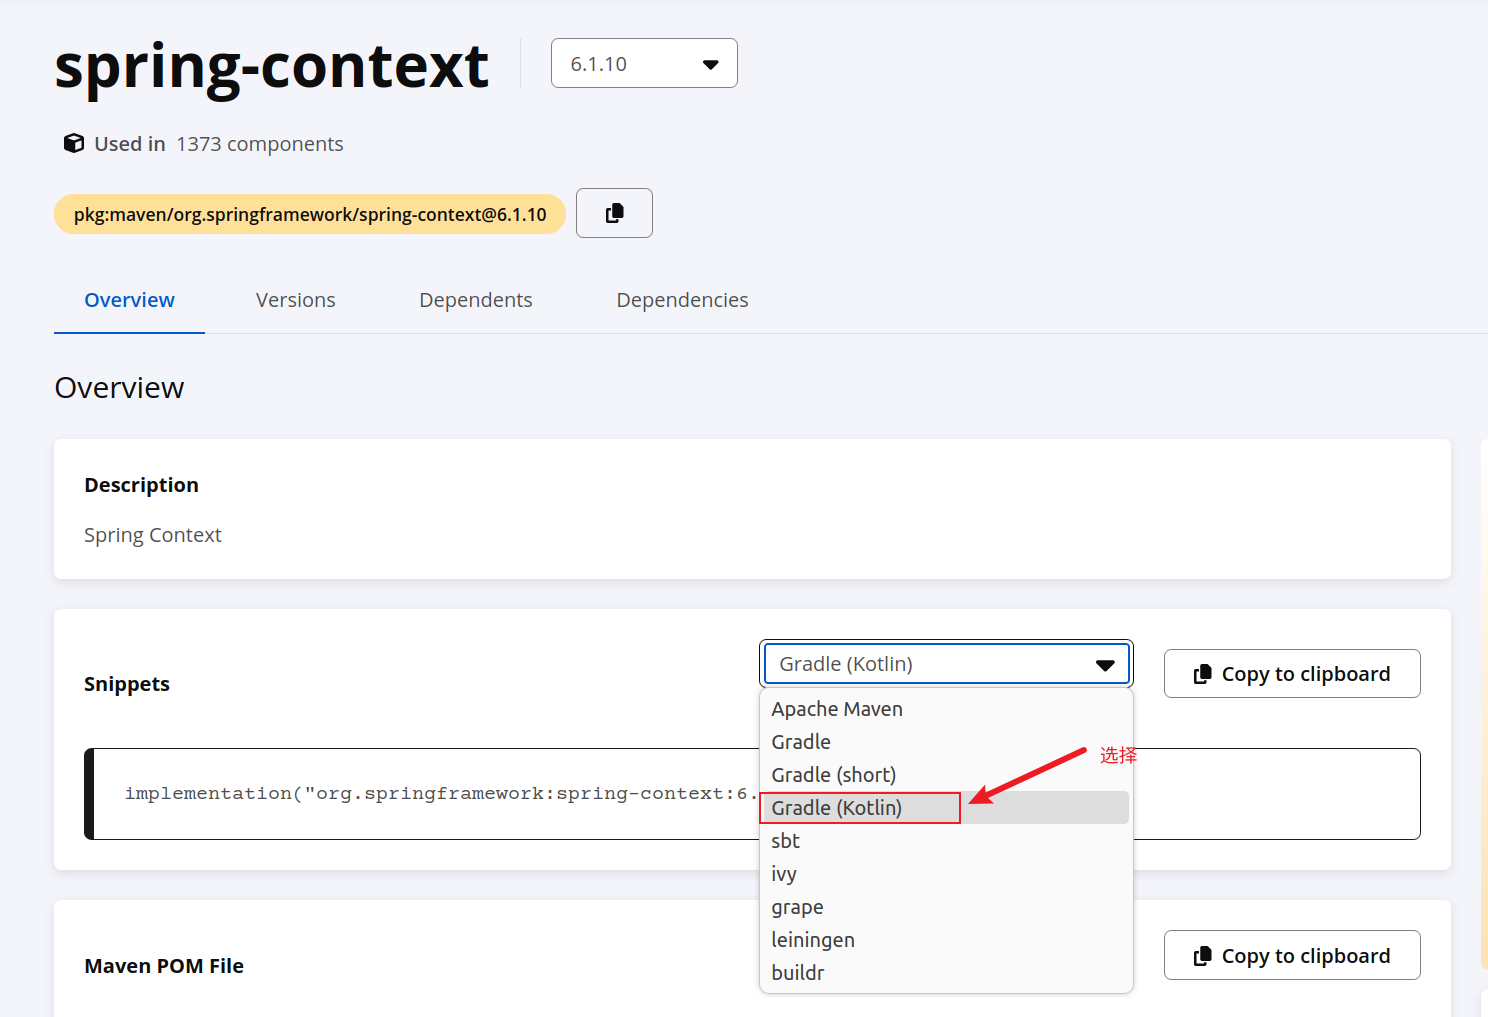 spring-context
6.1.10
Used in 1373 components
pkg:maven/org.springframework/spring-context@6.1.10
Overview Versions Dependents Dependencies
Overview
Description
Spring Context
Snippets
Gradle (Kotlin)
Copy to clipboard
Apache Maven
Gradle
Gradle (short)
Gradle (Kotlin)
sbt
ivy
grape
leiningen
buildr
选择
implementation("org.springframework:spring-context:6.
Maven POM File
Copy to clipboard